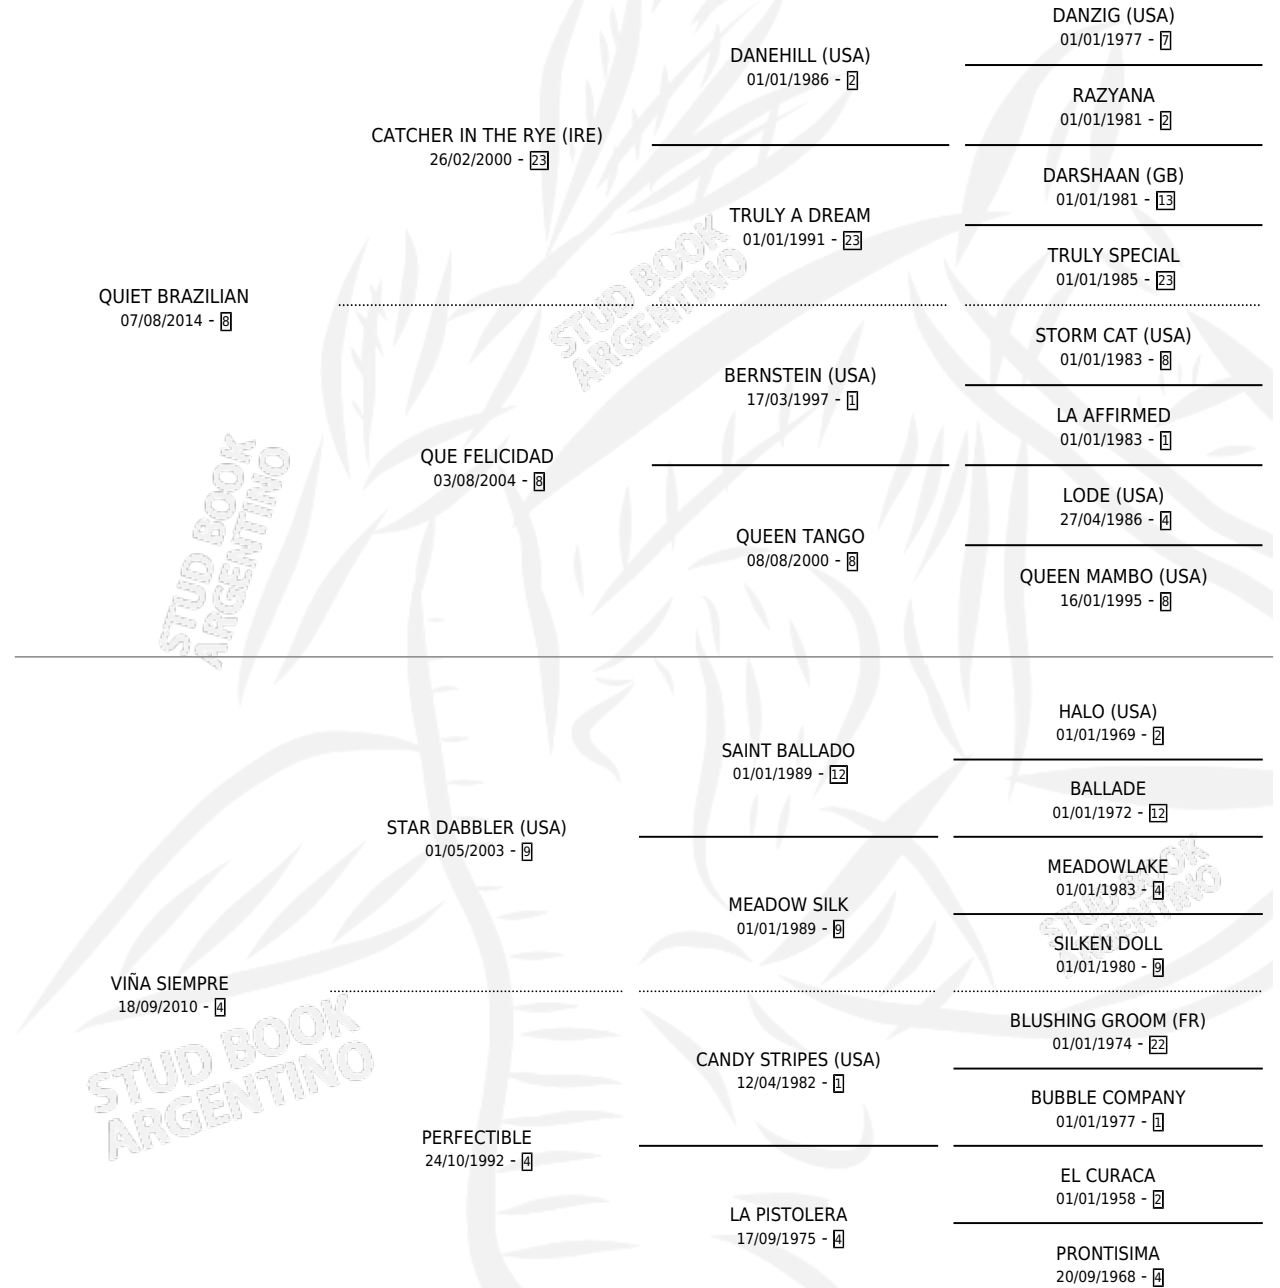 DANZIG (USA)
01/01/1977 - 7
DANEHILL (USA)
01/01/1986 - 2
RAZYANA
01/01/1981 - 2
CATCHER IN THE RYE (IRE)
26/02/2000 - 23
DARSHAAN (GB)
01/01/1981 - 13
TRULY A DREAM
01/01/1991 - 23
TRULY SPECIAL
01/01/1985 - 23
QUIET BRAZILIAN
07/08/2014 - 8
STORM CAT (USA)
01/01/1983 - 8
BERNSTEIN (USA)
17/03/1997 - 1
LA AFFIRMED
01/01/1983 - 1
QUE FELICIDAD
03/08/2004 - 8
LODE (USA)
27/04/1986 - 4
QUEEN TANGO
08/08/2000 - 8
QUEEN MAMBO (USA)
16/01/1995 - 8
HALO (USA)
01/01/1969 - 2
SAINT BALLADO
01/01/1989 - 12
BALLADE
01/01/1972 - 12
STAR DABBLER (USA)
01/05/2003 - 9
MEADOWLAKE
01/01/1983 - 4
MEADOW SILK
01/01/1989 - 9
SILKEN DOLL
01/01/1980 - 9
VIÑA SIEMPRE
18/09/2010 - 4
BLUSHING GROOM (FR)
01/01/1974 - 22
CANDY STRIPES (USA)
12/04/1982 - 1
BUBBLE COMPANY
01/01/1977 - 1
PERFECTIBLE
24/10/1992 - 4
EL CURACA
01/01/1958 - 2
LA PISTOLERA
17/09/1975 - 4
PRONTISIMA
20/09/1968 - 4
STUD BOOK
ARGENTINO
STUD BOOK
ARGENTINO
STUD BOOK
ARGENTINO
STUD BOOK
ARGENTINO